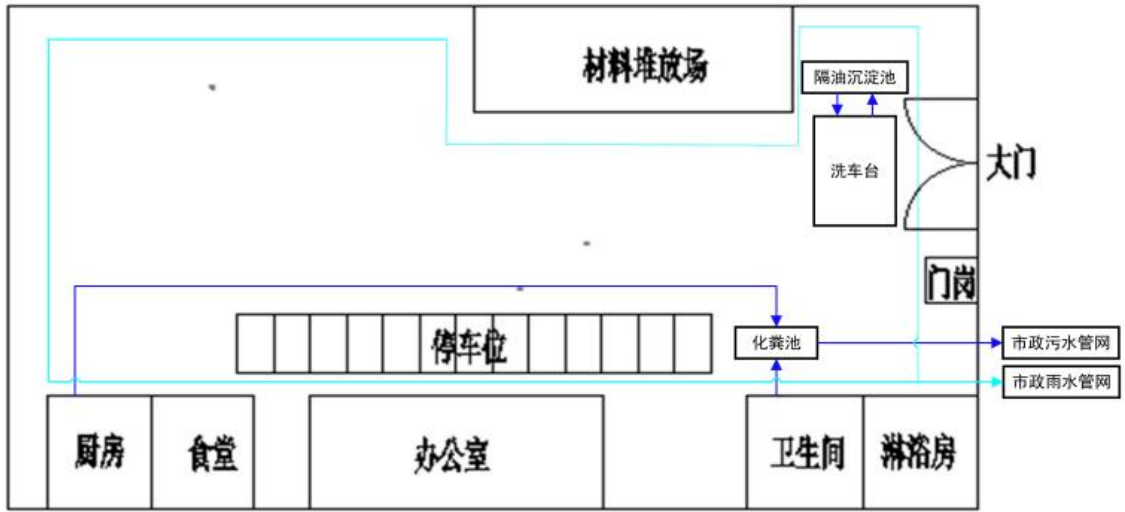 材料堆放场
隔油沉淀池
洗车台
大门
门岗
停车位
化粪池
市政污水管网
市政雨水管网
厨房
食堂
办公室
卫生间
淋浴房